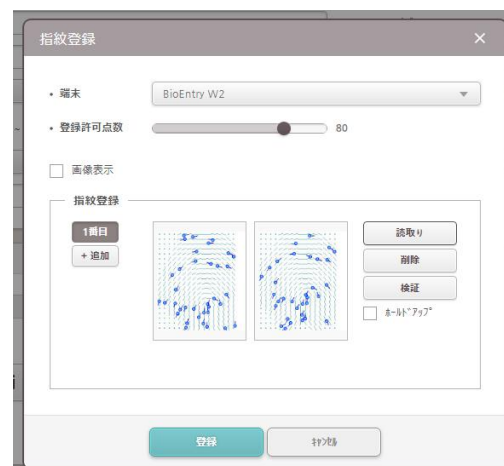 指紋登録
×
・ 端末
BioEntry W2
・ 登録許可点数
80
画像表示
指紋登録
1番目
+ 追加
読取り
削除
検証
ﾎｰﾙﾄﾞｱｯﾌﾟ
登録
ｷｬﾝｾﾙ